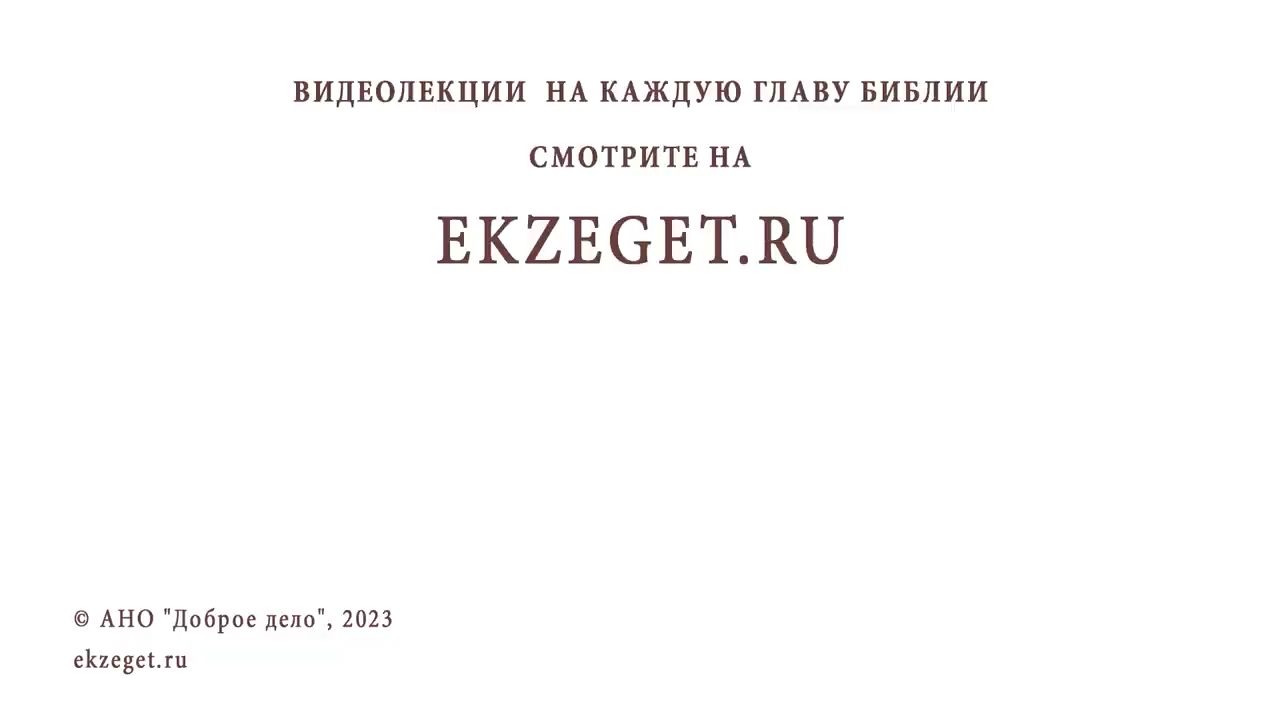 ВИДЕОЛЕКЦИИ НА КАЖДУЮ ГЛАВУ БИБЛИИ
СМОТРИТЕ НА
EKZEGET.RU
© АНО "Доброе дело", 2023
ekzeget.ru